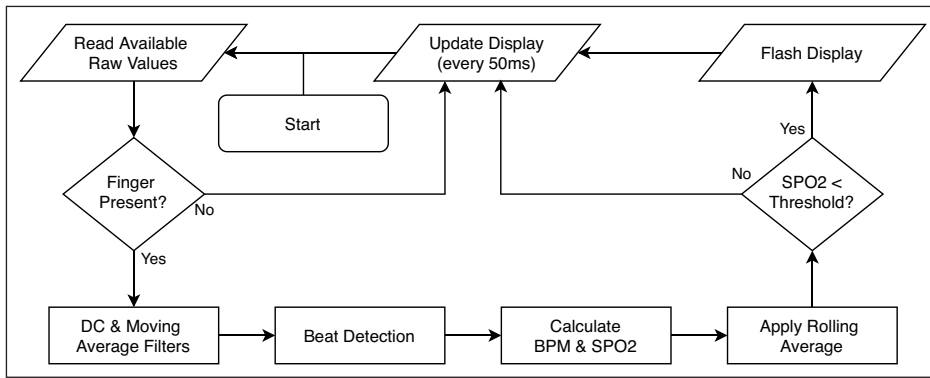 Read Available
Raw Values
Update Display
(every 50ms)
Flash Display
Start
Yes
Finger
Present?
No
No
SPO2 <
Threshold?
Yes
DC & Moving
Average Filters
Beat Detection
Calculate
BPM & SPO2
Apply Rolling
Average